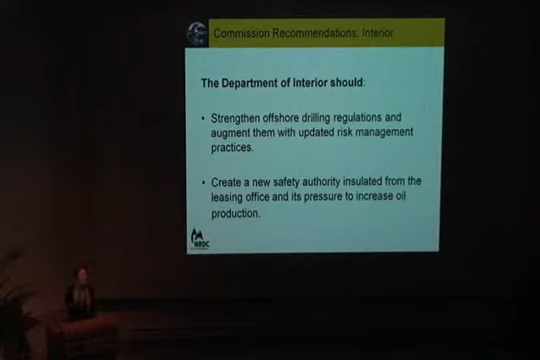 Commission Recommendations: Interior
The Department of Interior should:
• Strengthen offshore drilling regulations and
augment them with updated risk management
practices.
• Create a new safety authority insulated from the
leasing office and its pressure to increase oil
production.
NRDC